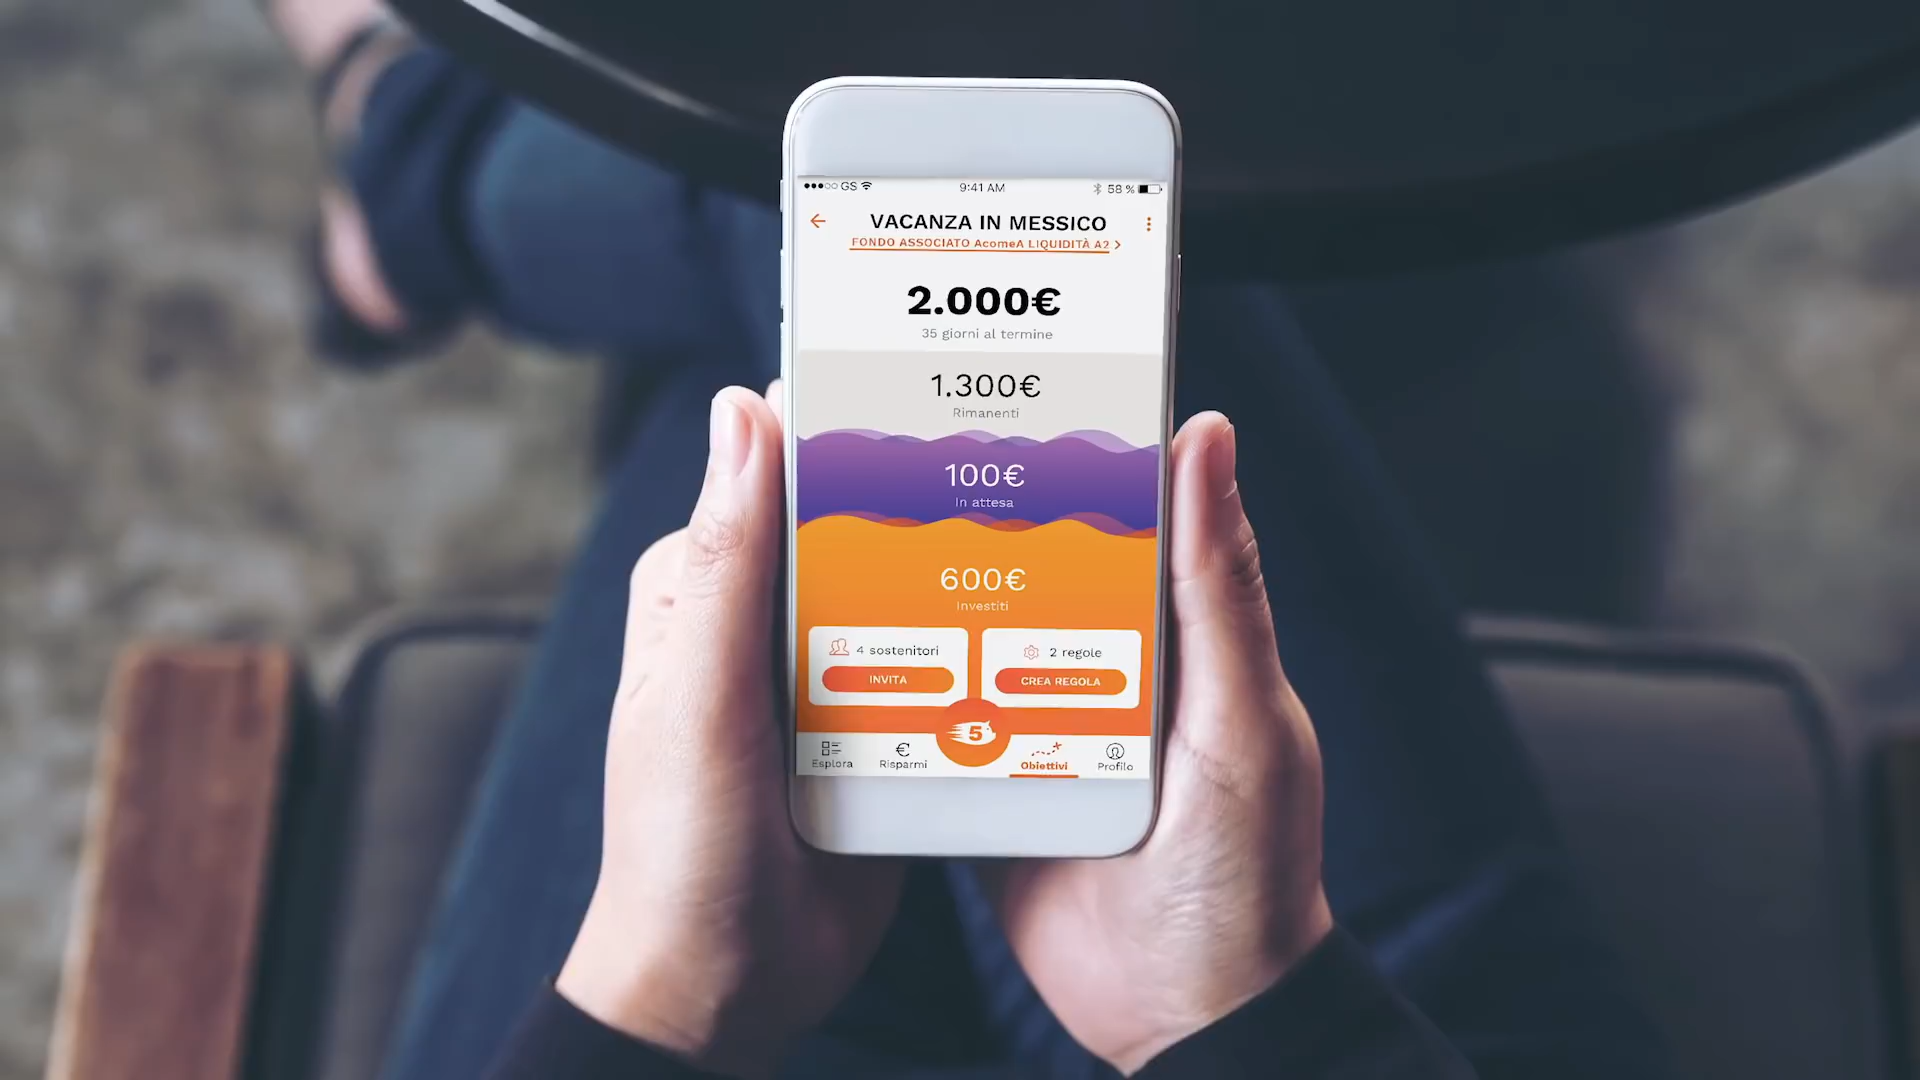 GS 9:41 AM 58 %
VACANZA IN MESSICO
FONDO ASSOCIATO AcomeA LIQUIDITÀ A2
2.000€
35 giorni al termine
1.300€
Rimanenti
100€
In attesa
600€
Investiti
4 sostenitori
INVITA
2 regole
CREA REGOLA
5
Esplora
€
Risparmi
Obiettivi
Profilo